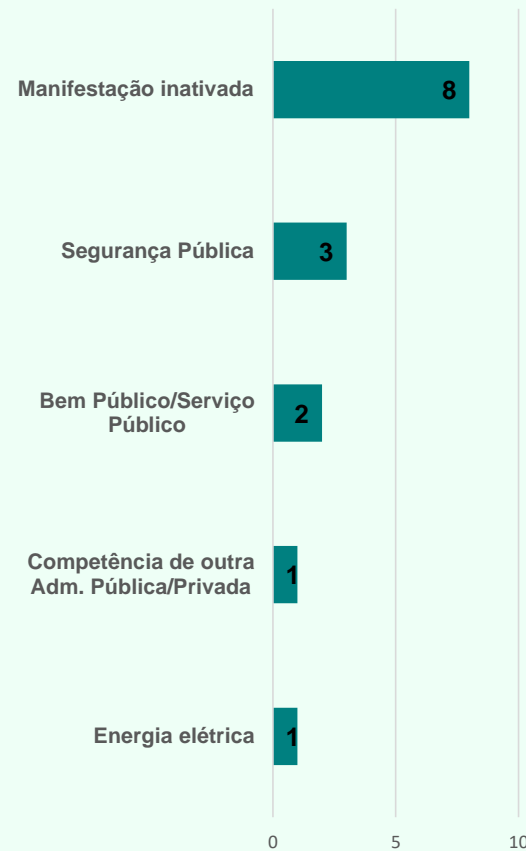 Manifestação inativada
8
Segurança Pública
3
Bem Público/Serviço
Público
2
Competência de outra
Adm. Pública/Privada
1
Energia elétrica
1
0
5
10